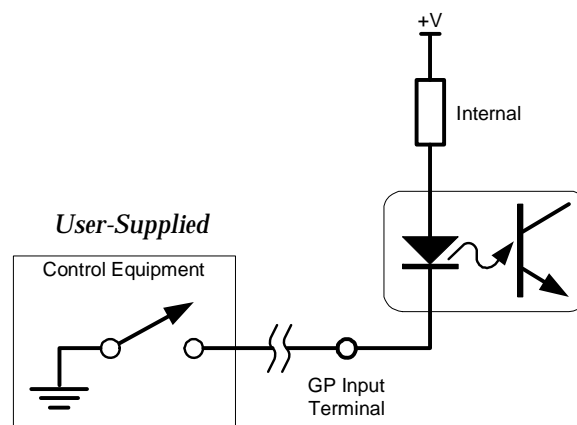 +V
Internal
User-Supplied
Control Equipment
GP Input
Terminal